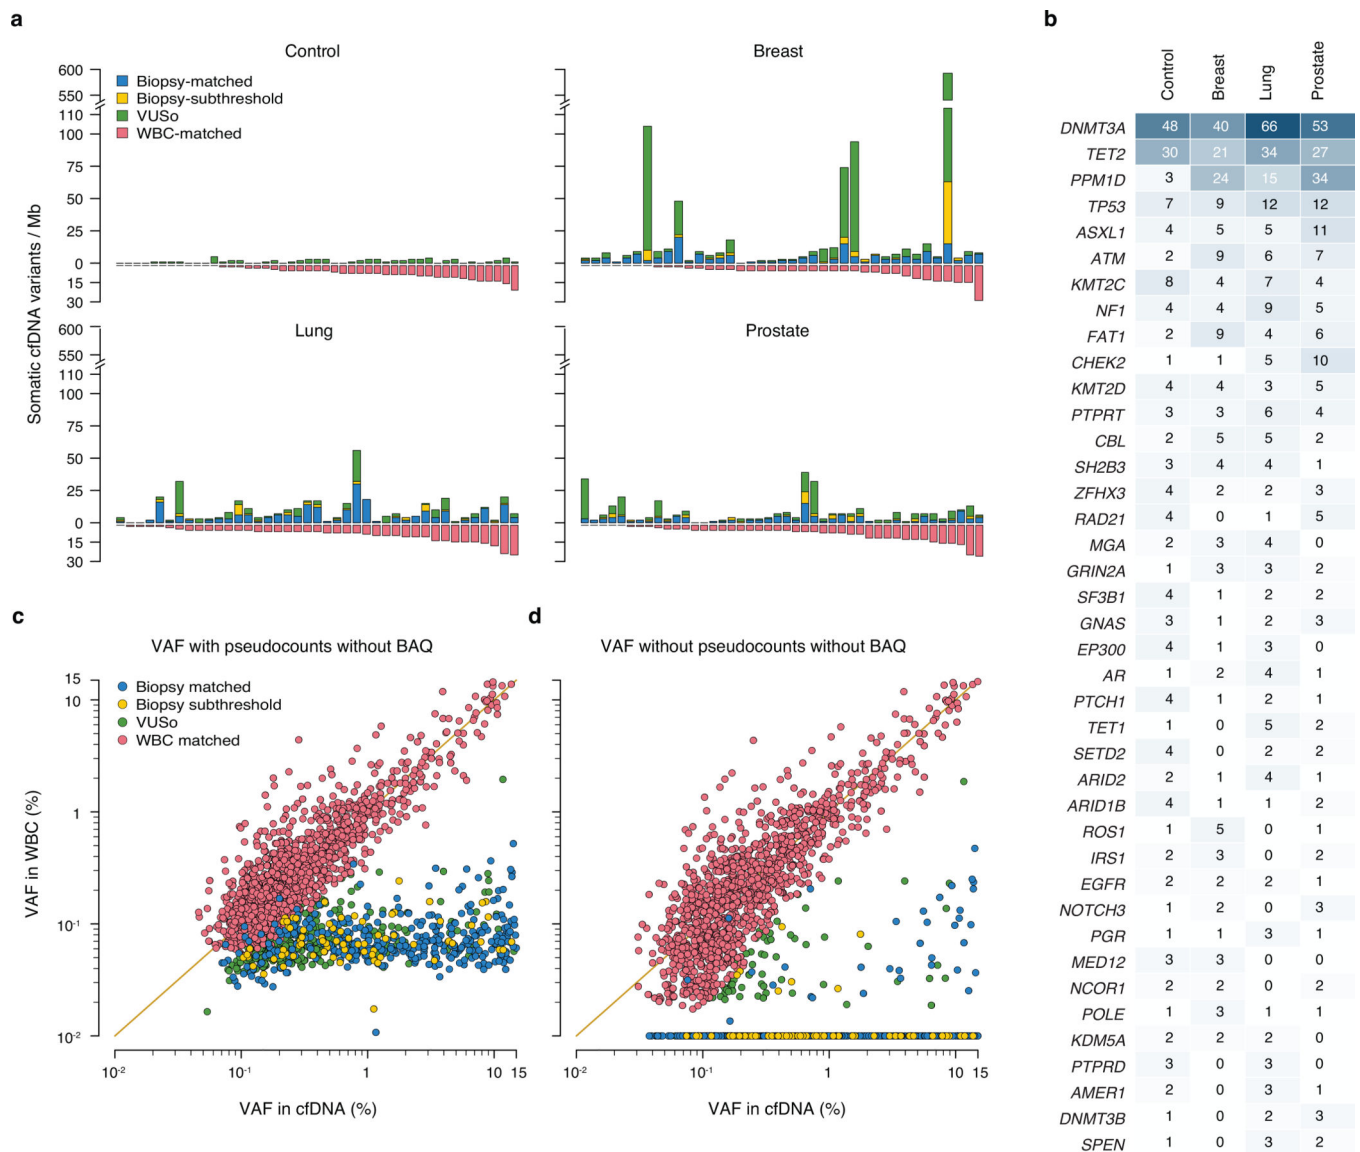 a
Control
Breast
Somatic cfDNA variants / Mb
600
550
110
100
75
50
25
0
15
30
Biopsy-matched
Biopsy-subthreshold
VUSo
WBC-matched
Lung
Prostate
600
550
110
100
75
50
25
0
15
30
b
Control Breast Lung Prostate
DNMT3A 48 40 66 53
TET2 30 21 34 27
PPM1D 3 24 15 34
TP53 7 9 12 12
ASXL1 4 5 5 11
ATM 2 9 6 7
KMT2C 8 4 7 4
NF1 4 4 9 5
FAT1 2 9 4 6
CHEK2 1 1 5 10
KMT2D 4 4 3 5
PTPRT 3 3 6 4
CBL 2 5 5 2
SH2B3 3 4 4 1
ZFHX3 4 2 2 3
RAD21 4 0 1 5
MGA 2 3 4 0
GRIN2A 1 3 3 2
SF3B1 4 1 2 2
GNAS 3 1 2 3
EP300 4 1 3 0
AR 1 2 4 1
PTCH1 4 1 2 1
TET1 1 0 5 2
SETD2 4 0 2 2
ARID2 2 1 4 1
ARID1B 4 1 1 2
ROS1 1 5 0 1
IRS1 2 3 0 2
EGFR 2 2 2 1
NOTCH3 1 2 0 3
PGR 1 1 3 1
MED12 3 3 0 0
NCOR1 2 2 0 2
POLE 1 3 1 1
KDM5A 2 2 2 0
PTPRD 3 0 3 0
AMER1 2 0 3 1
DNMT3B 1 0 2 3
SPEN 1 0 3 2
c
VAF with pseudocounts without BAQ
Biopsy matched
Biopsy subthreshold
VUSo
WBC matched
VAF in WBC (%)
15
10
1
10-1
10-2
10-2 10-1 1 10 15
VAF in cfDNA (%)
d
VAF without pseudocounts without BAQ
10-2 10-1 1 10 15
VAF in cfDNA (%)